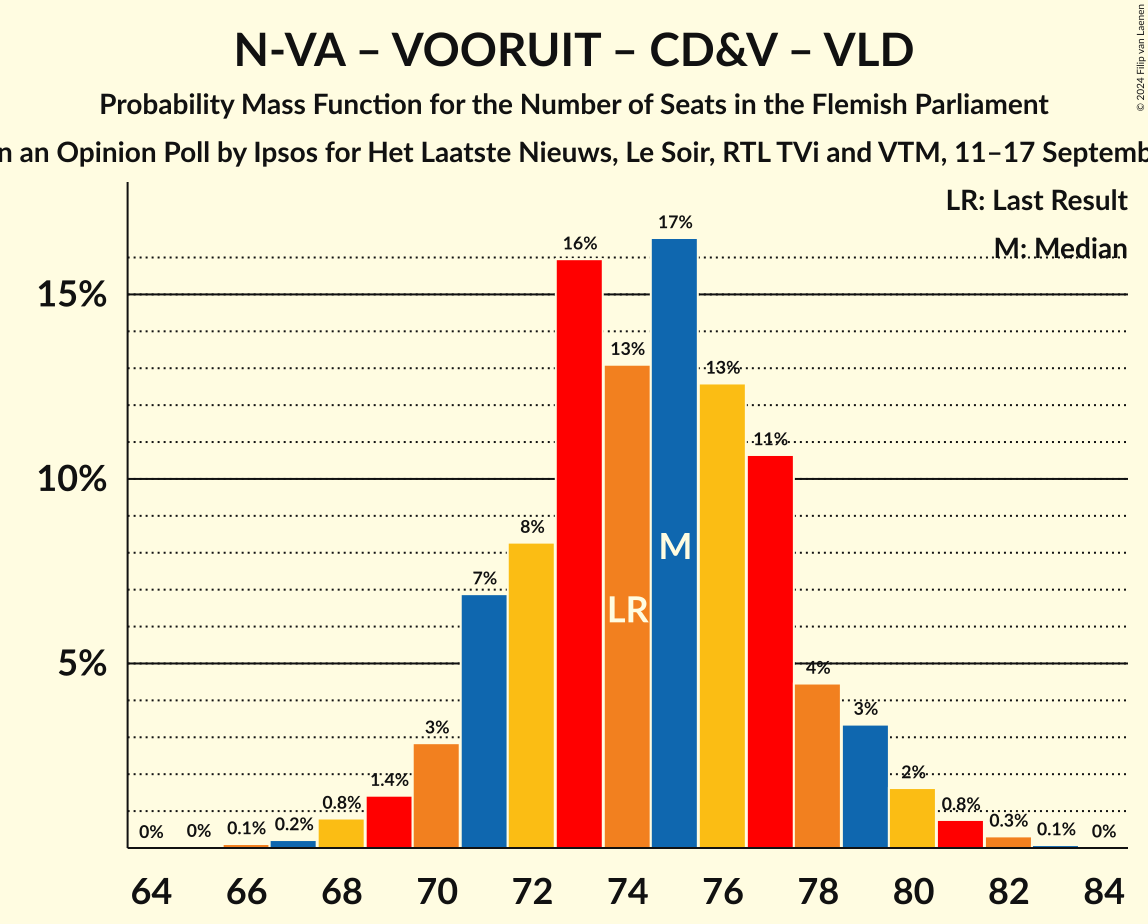 N-VA – VOORUIT – CD&V – VLD
Probability Mass Function for the Number of Seats in the Flemish Parliament
an Opinion Poll by Ipsos for Het Laatste Nieuws, Le Soir, RTL TVi and VTM, 11–17
© 2024 Filip van Laenen
LR: Last Result
M: Median
15%
10%
5%
0%
0%
0.1%
0.2%
0.8%
1.4%
3%
7%
8%
16%
13%
17%
13%
11%
4%
3%
2%
0.8%
0.3%
0.1%
0%
LR
M
64 66 68 70 72 74 76 78 80 82 84